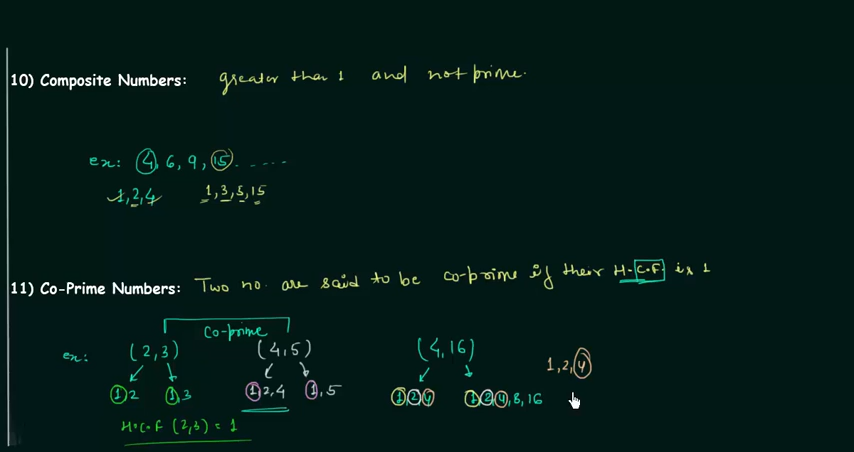 10) Composite Numbers: greater than 1 and not prime.
ex: 4, 6, 9, 15, ......
1,2,4 1,3,5,15
11) Co-Prime Numbers: Two no. are said to be co-prime if their H.C.F. is 1
Co-prime
ex: (2,3) (4,5) (4,16) 1,2,4
1,2 1,3 1,2,4 1,5 1,2,4 1,2,4,8,16
H.C.F (2,3) = 1